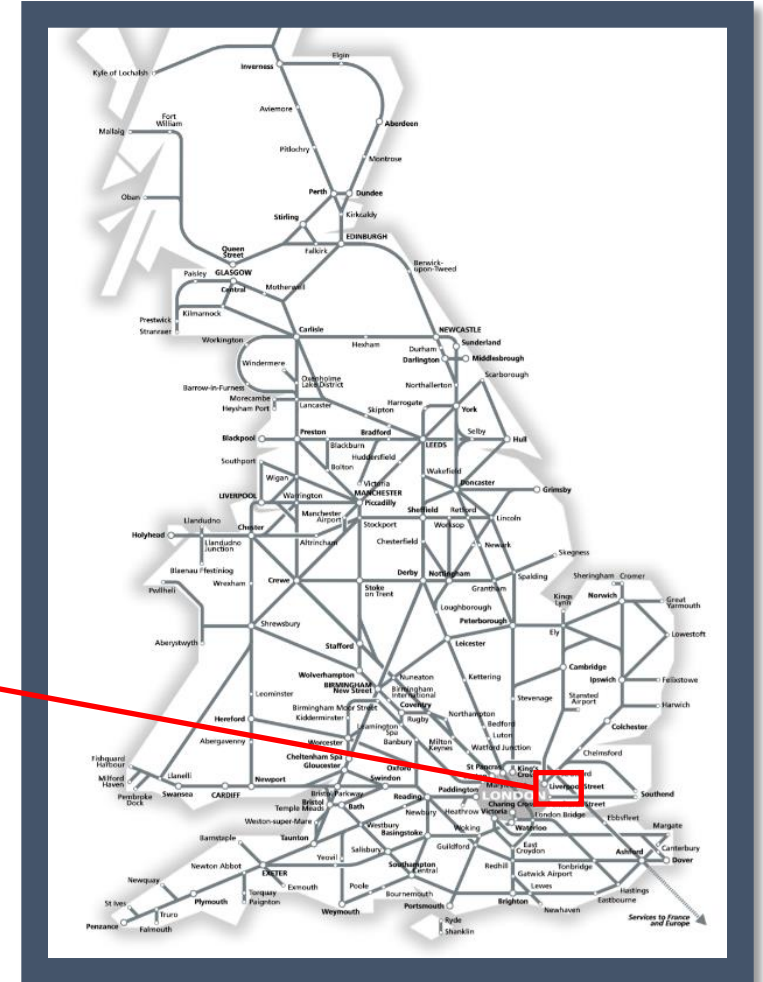 Elgin
Inverness
Kyle of Lochalsh
Aviemore
Fort
William
Aberdeen
Mallaig
Pitlochry
Montrose
Perth
Dundee
Oban
Stirling
Kirkcaldy
EDINBURGH
Queen
Street
Falkirk
Berwick-
upon-Tweed
Paisley
GLASGOW
Central
Motherwell
Kilmarnock
Prestwick
Stranraer
Carlisle
NEWCASTLE
Workington
Hexham
Sunderland
Durham
Darlington
Middlesbrough
Windermere
Scarborough
Oxenholme
Lake District
Northallerton
Barrow-in-Furness
Morecambe
Heysham Port
Lancaster
Harrogate
Skipton
York
Blackpool
Preston
Bradford
Selby
Hull
Blackburn
LEEDS
Southport
Huddersfield
Bolton
Wakefield
Wigan
Victoria
Doncaster
Grimsby
LIVERPOOL
Warrington
MANCHESTER
Piccadilly
Manchester
Airport
Sheffield
Retford
Llandudno
Stockport
Worksop
Lincoln
Holyhead
Chester
Llandudno
Junction
Altrincham
Chesterfield
Newark
Skegness
Blaenau Ffestiniog
Derby
Nottingham
Wrexham
Crewe
Stoke
on Trent
Grantham
Spalding
Sheringham
Cromer
Pwllheli
Kings
Lynn
Norwich
Great
Yarmouth
Loughborough
Peterborough
Shrewsbury
Ely
Lowestoft
Aberystwyth
Stafford
Leicester
Cambridge
Wolverhampton
Nuneaton
Kettering
Ipswich
Felixstowe
BIRMINGHAM
New Street
Birmingham
International
Stansted
Airport
Leominster
Coventry
Stevenage
Harwich
Birmingham Moor Street
Northampton
Kidderminster
Rugby
Bedford
Hereford
Leamington
Spa
Colchester
Luton
Abergavenny
Worcester
Banbury
Milton
Keynes
Watford Junction
Chelmsford
Cheltenham Spa
Fishguard
Harbour
Gloucester
Oxford
St Pancras
King's
Milford
Haven
Llanelli
Swindon
Liverpool Street
Pembroke
Dock
Swansea
CARDIFF
Newport
Bristol Parkway
Reading
Paddington
LONDON
Southend
Bristol
Temple Meads
Bath
Newbury
Heathrow
Victoria
Charing Cross
London Bridge
Ebbsfleet
Weston-super-Mare
Westbury
Waterloo
Margate
Barnstaple
Taunton
Basingstoke
Woking
East
Croydon
Canterbury
Salisbury
Guildford
Ashford
Dover
Newton Abbot
Yeovil
Southampton
Central
Redhill
Tonbridge
EXETER
Gatwick Airport
Newquay
Exmouth
Poole
Lewes
Hastings
St Ives
Torquay
Paignton
Bournemouth
Eastbourne
Plymouth
Portsmouth
Brighton
Newhaven
Truro
Weymouth
Penzance
Falmouth
Ryde
Shanklin
Services to France
and Europe